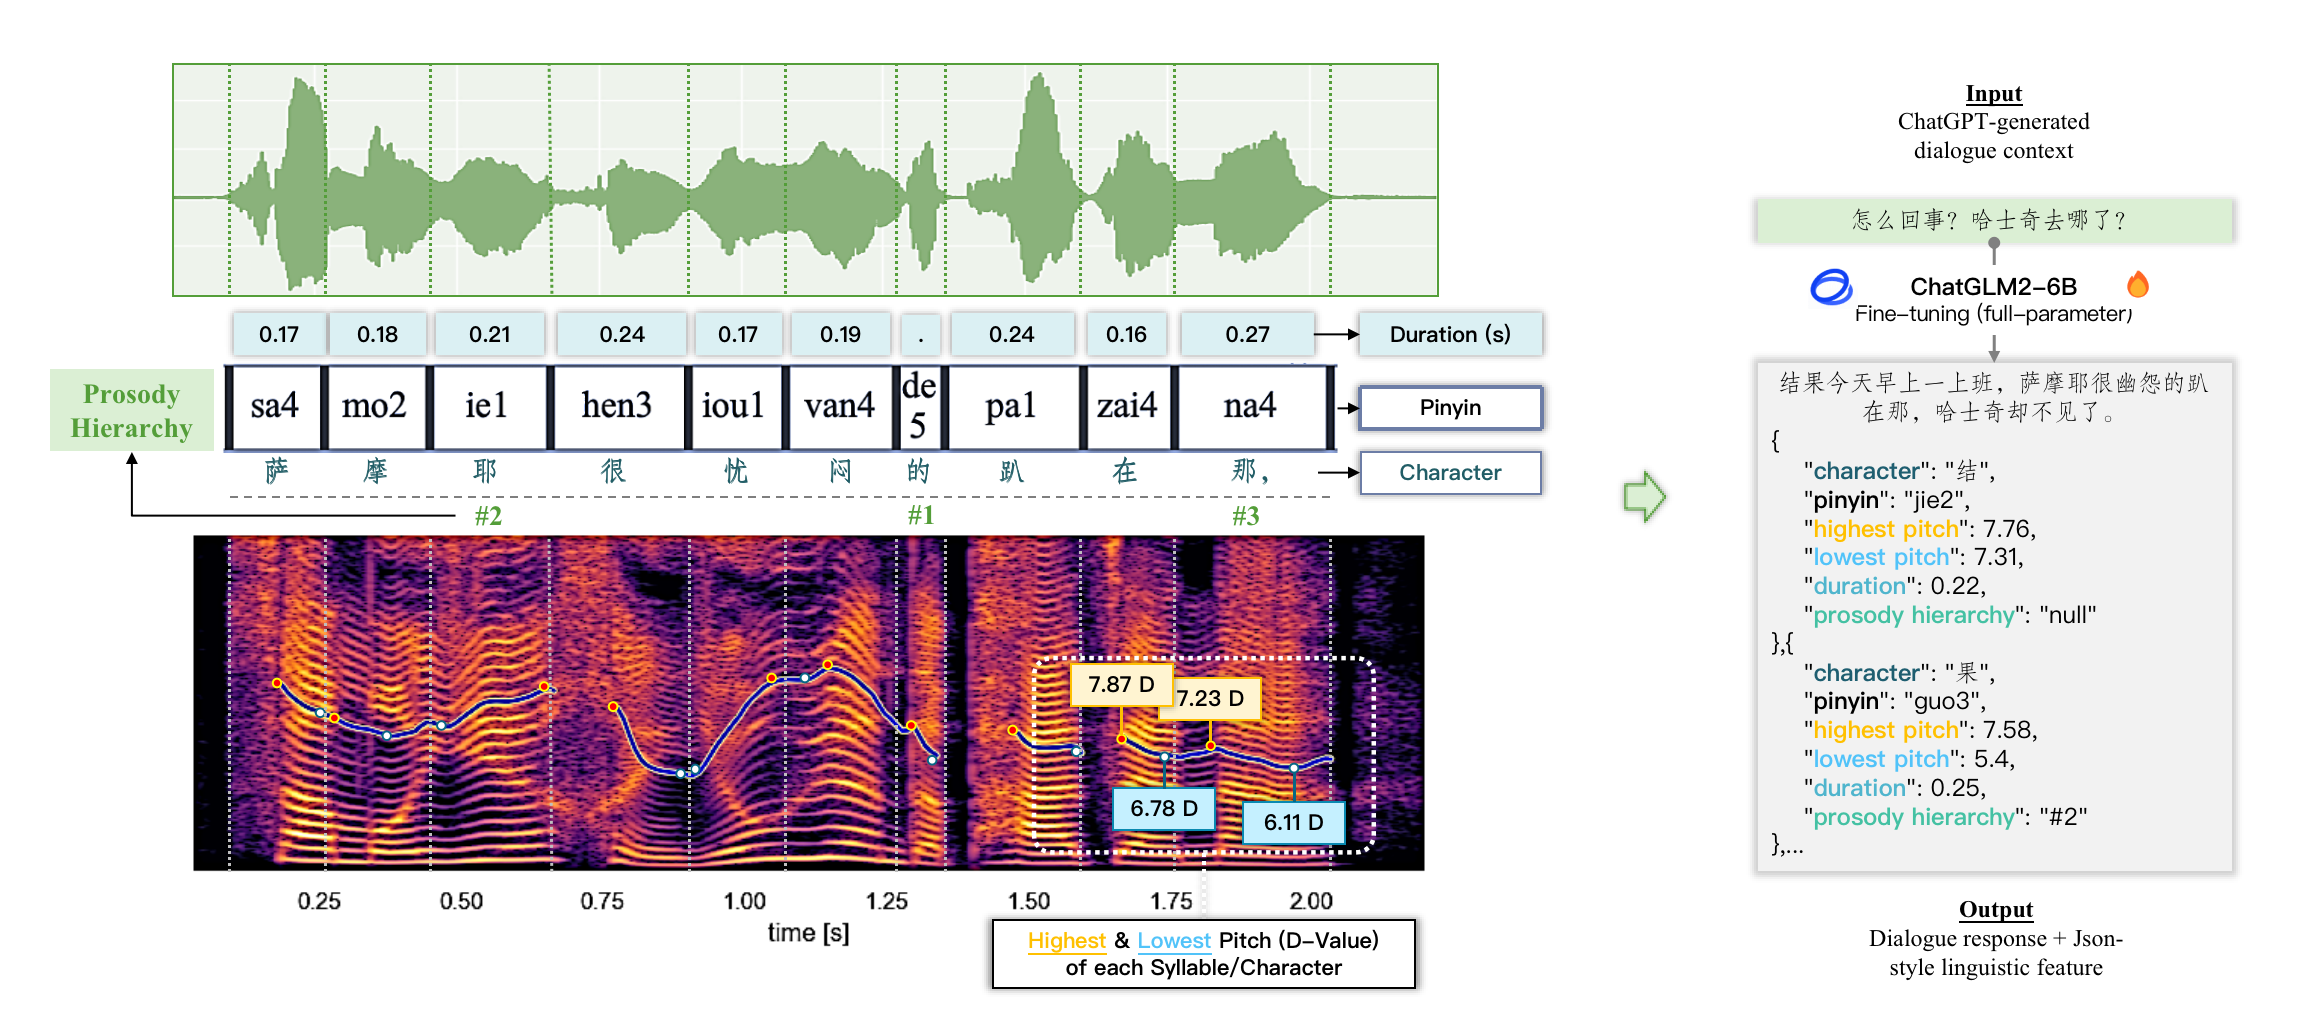 0.17 0.18 0.21 0.24 0.17 0.19 . 0.24 0.16 0.27 Duration (s)
Prosody
Hierarchy
sa4 mo2 ie1 hen3 iou1 van4 de 5 pa1 zai4 na4 Pinyin
萨 摩 耶 很 忧 闷 的 趴 在 那， Character
#2 #1 #3
7.87 D
7.23 D
6.78 D
6.11 D
0.25 0.50 0.75 1.00 1.25 1.50 1.75 2.00
time [s]
Highest & Lowest Pitch (D-Value)
of each Syllable/Character
Input
ChatGPT-generated
dialogue context
怎么回事？哈士奇去哪了？
ChatGLM2-6B
Fine-tuning (full-parameter)
结果今天早上一上班，萨摩耶很幽怨的趴
在那，哈士奇却不见了。
{
"character": "结",
"pinyin": "jie2",
"highest pitch": 7.76,
"lowest pitch": 7.31,
"duration": 0.22,
"prosody hierarchy": "null"
},{
"character": "果",
"pinyin": "guo3",
"highest pitch": 7.58,
"lowest pitch": 5.4,
"duration": 0.25,
"prosody hierarchy": "#2"
},...
Output
Dialogue response + Json-
style linguistic feature